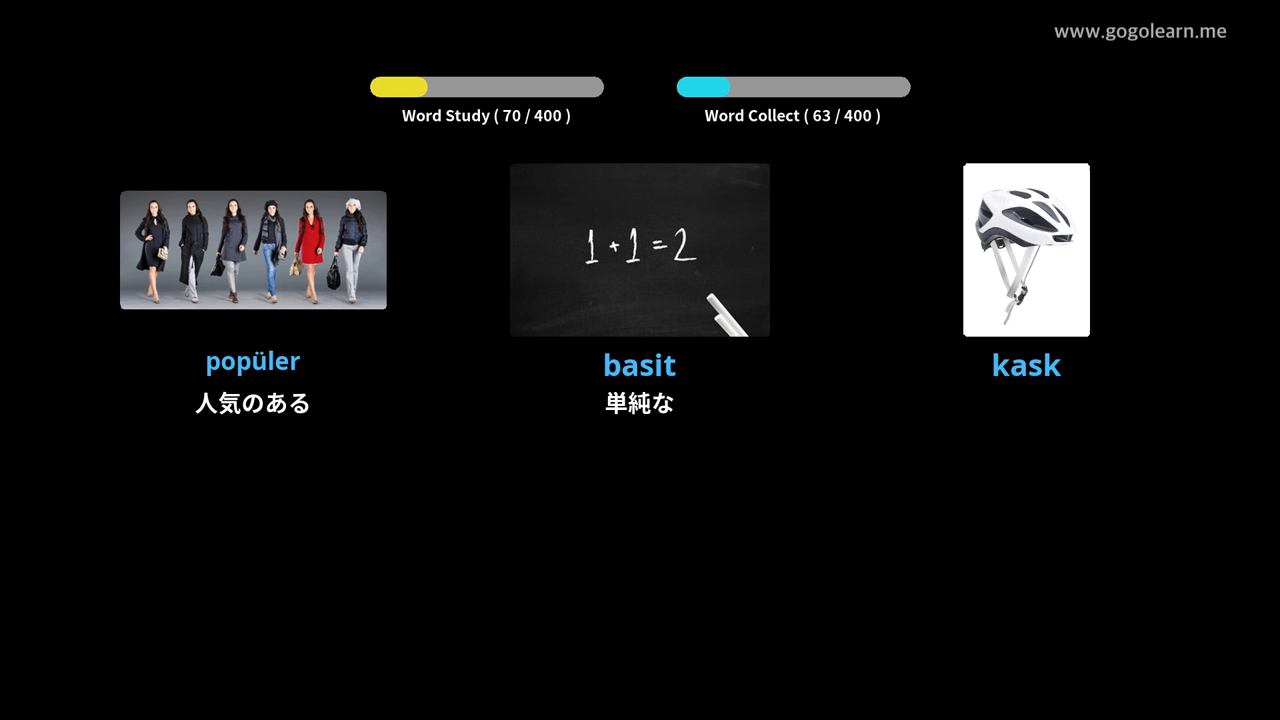 www.gogolearn.me
Word Study ( 70 / 400 )
Word Collect ( 63 / 400 )
1+1=2
popüler
人気のある
basit
単純な
kask